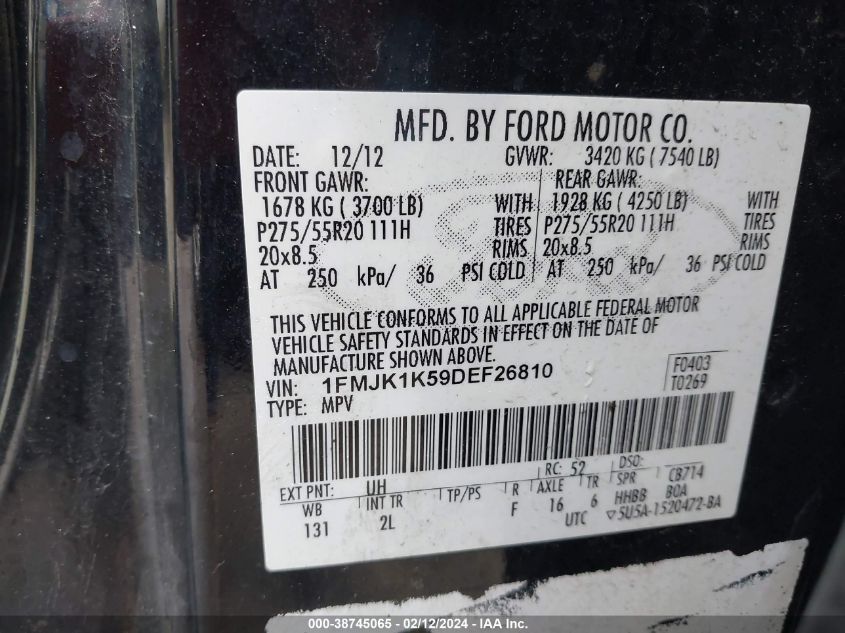 MFD. BY FORD MOTOR CO.
DATE: 12/12 GVWR: 3420 KG ( 7540 LB)
FRONT GAWR: REAR GAWR:
1678 KG ( 3700 LB) WITH 1928 KG ( 4250 LB) WITH
P275/55R20 111H TIRES P275/55R20 111H TIRES
20x8.5 RIMS 20x8.5 RIMS
AT 250 kPa/ 36 PSI COLD AT 250 kPa/ 36 PSI COLD
THIS VEHICLE CONFORMS TO ALL APPLICABLE FEDERAL MOTOR
VEHICLE SAFETY STANDARDS IN EFFECT ON THE DATE OF
MANUFACTURE SHOWN ABOVE.
VIN: 1FMJK1K59DEF26810 F0403
TYPE: MPV T0269
EXT PNT: UH RC: 52 DSO:
WB INT TR TP/PS R AXLE TR SPR CB714
131 2L F 16 6 HHBB BOA
UTC ▽5U5A-1520472-BA
000-38745065 - 02/12/2024 - IAAI.com